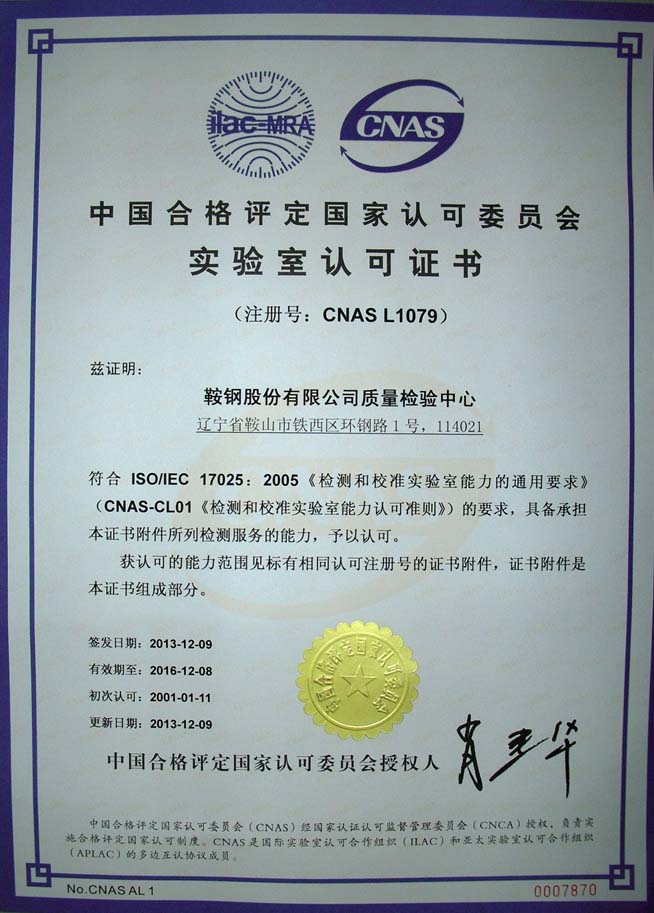 ilac-MRA
CNAS
中国合格评定国家认可委员会
实验室认可证书
（注册号：CNAS L1079）
兹证明：
鞍钢股份有限公司质量检验中心
辽宁省鞍山市铁西区环钢路1号，114021
符合 ISO/IEC 17025：2005《检测和校准实验室能力的通用要求》
（CNAS-CL01《检测和校准实验室能力认可准则》）的要求，具备承担
本证书附件所列检测服务的能力，予以认可。
获认可的能力范围见标有相同认可注册号的证书附件，证书附件是
本证书组成部分。
签发日期：2013-12-09
有效期至：2016-12-08
初次认可：2001-01-11
更新日期：2013-12-09
中国合格评定国家认可委员会
中国合格评定国家认可委员会授权人
中国合格评定国家认可委员会（CNAS）经国家认证认可监督管理委员会（CNCA）授权，负责实
施合格评定国家认可制度。CNAS是国际实验室认可合作组织（ILAC）和亚太实验室认可合作组织
（APLAC）的多边互认协议成员。
No.CNAS AL 1
0007870